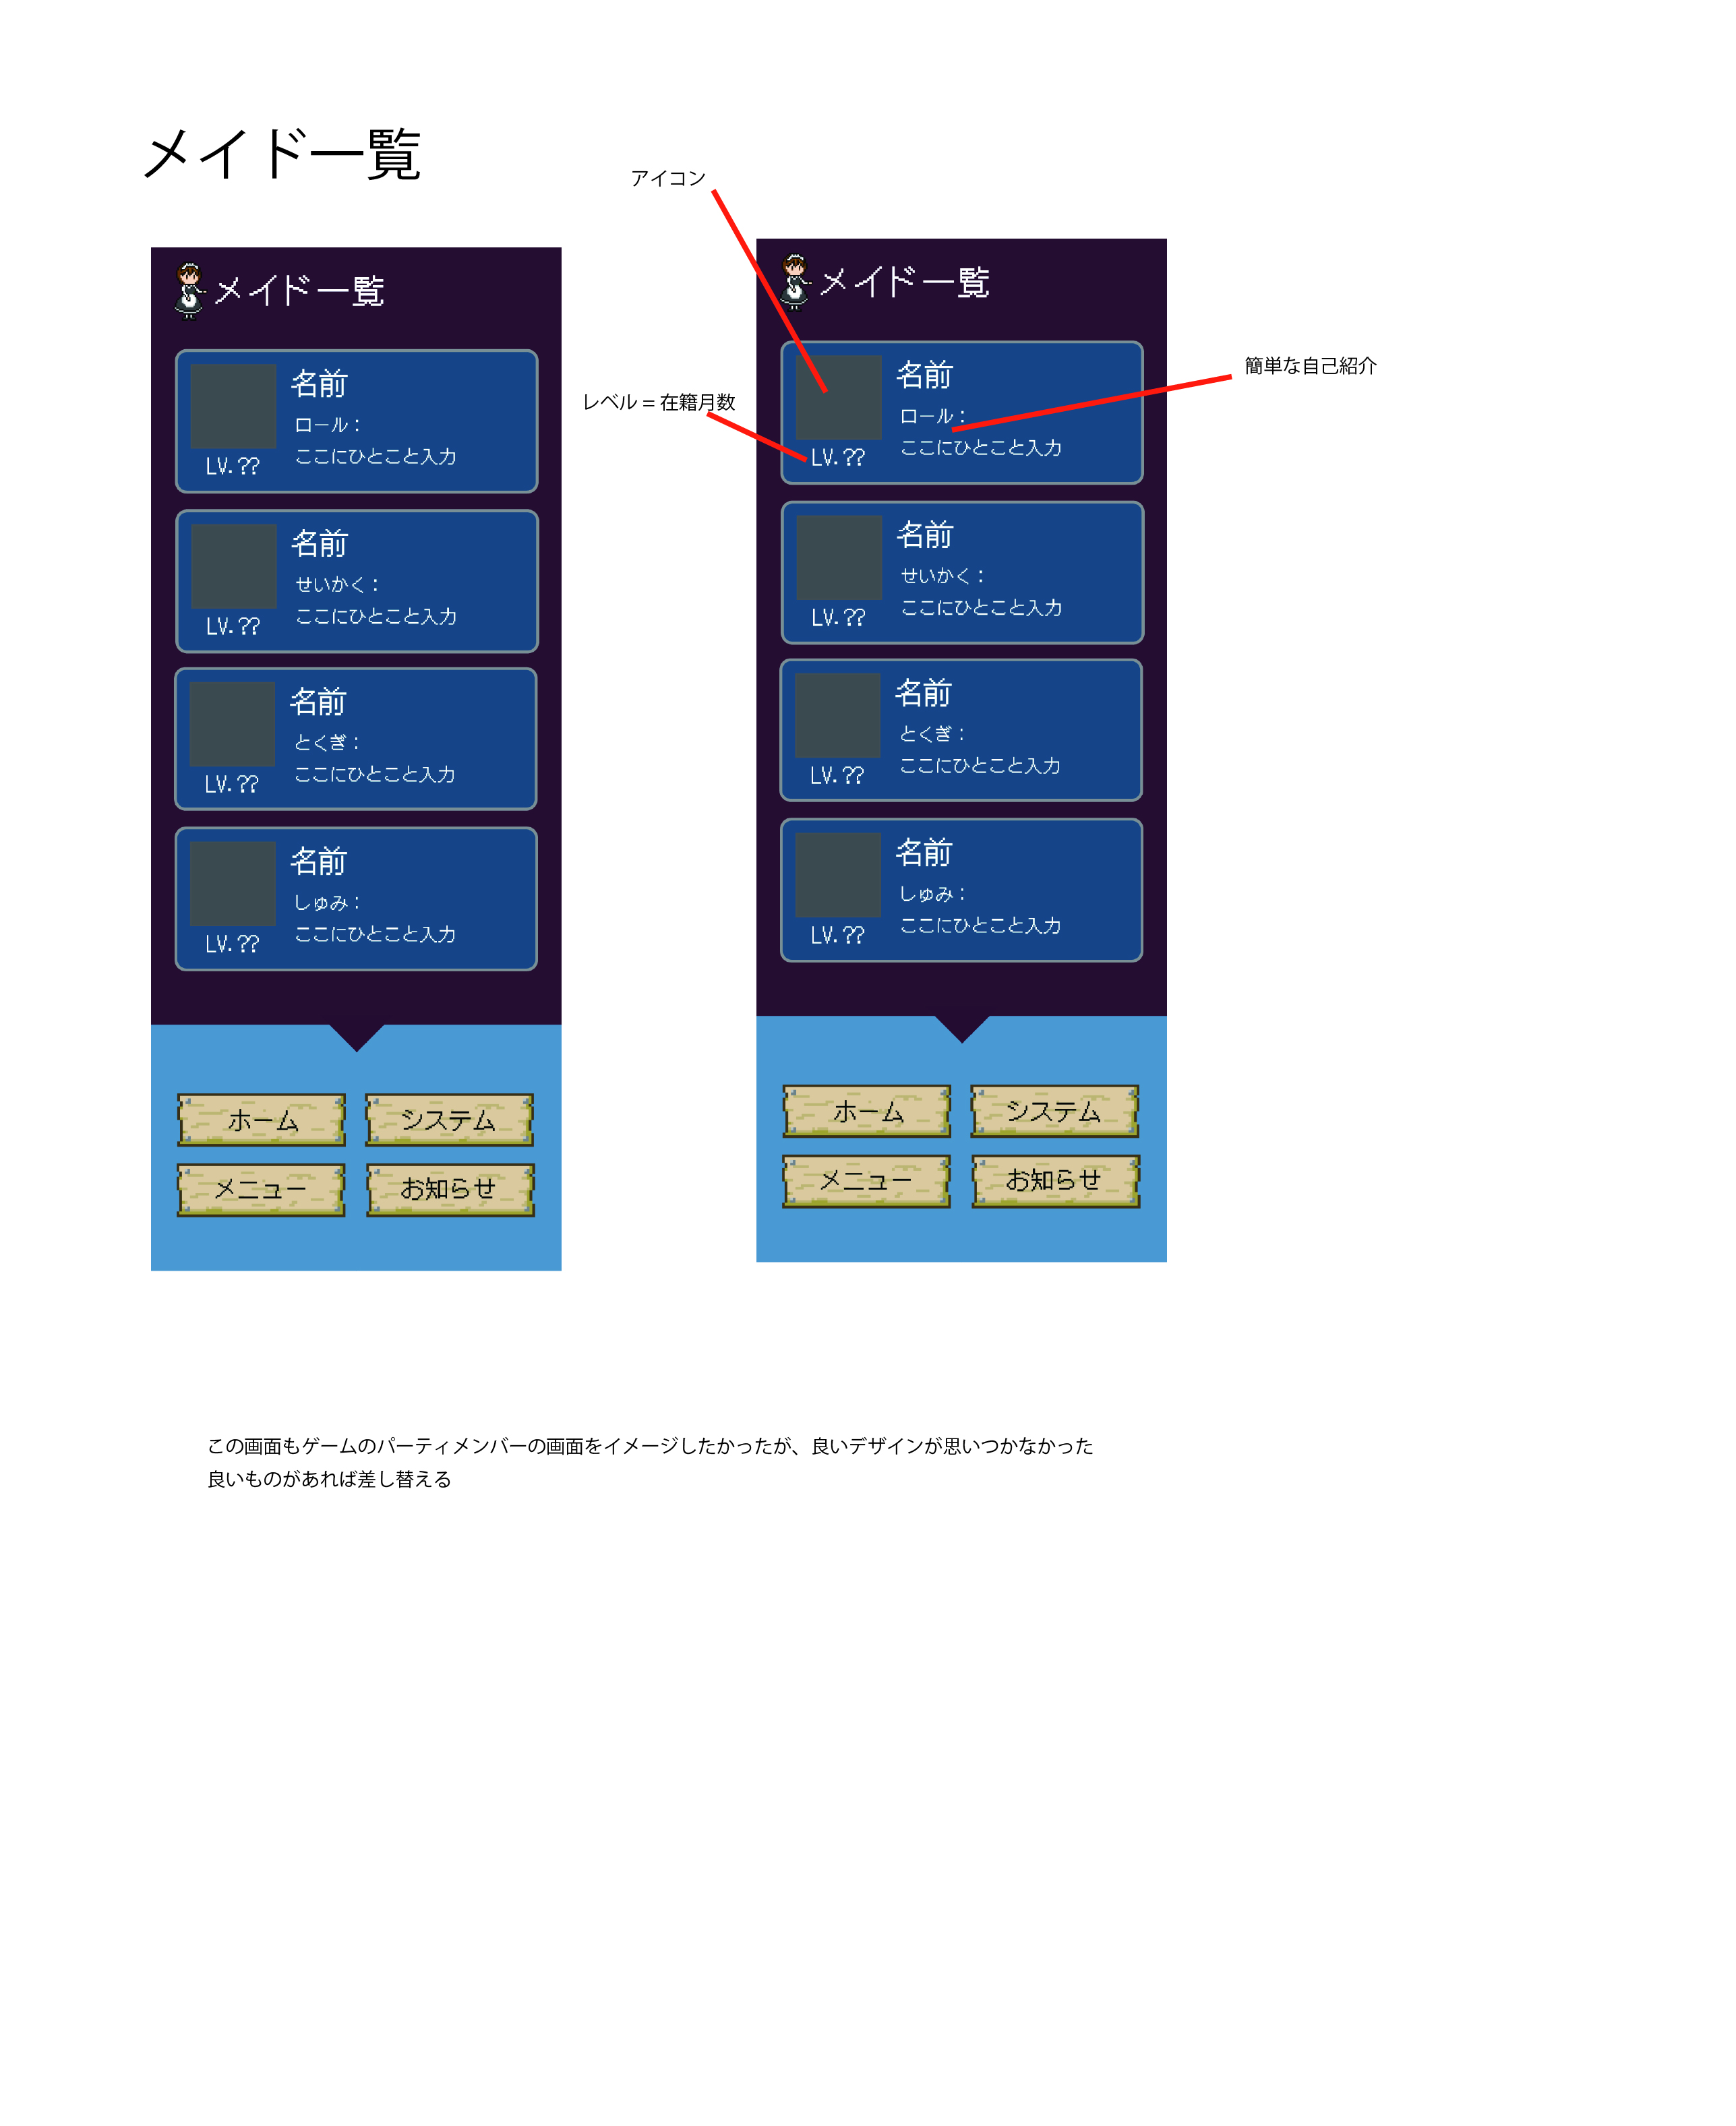 メイド一覧
アイコン
レベル = 在籍月数
簡単な自己紹介
メイド一覧
名前
ロール：
ここにひとこと入力
LV.??
名前
せいかく：
ここにひとこと入力
LV.??
名前
とくぎ：
ここにひとこと入力
LV.??
名前
しゅみ：
ここにひとこと入力
LV.??
ホーム
システム
メニュー
お知らせ
メイド一覧
名前
ロール：
ここにひとこと入力
LV.??
名前
せいかく：
ここにひとこと入力
LV.??
名前
とくぎ：
ここにひとこと入力
LV.??
名前
しゅみ：
ここにひとこと入力
LV.??
ホーム
システム
メニュー
お知らせ
この画面もゲームのパーティメンバーの画面をイメージしたかったが、良いデザインが思いつかなかった
良いものがあれば差し替える